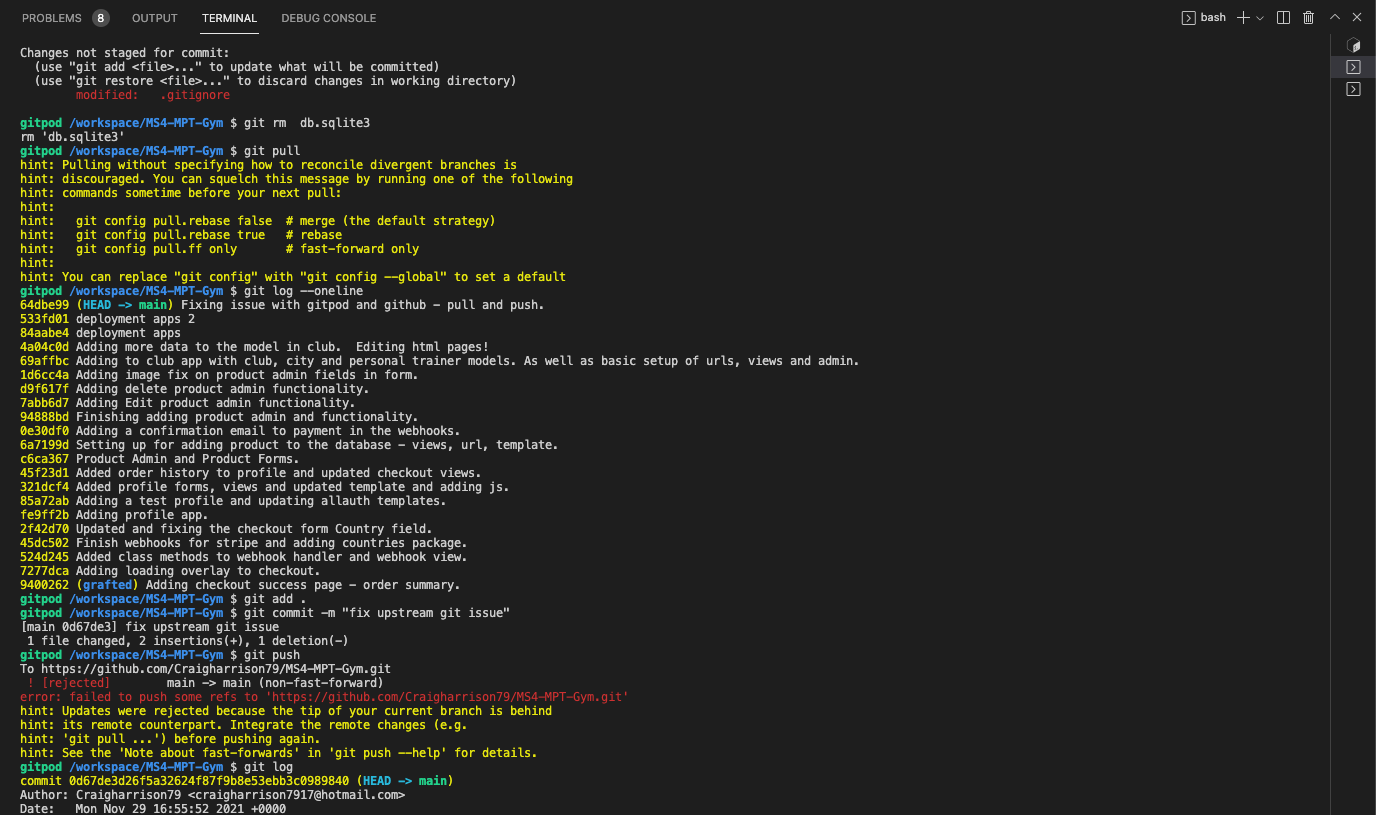 PROBLEMS 8 OUTPUT TERMINAL DEBUG CONSOLE bash
Changes not staged for commit:
  (use "git add <file>..." to update what will be committed)
  (use "git restore <file>..." to discard changes in working directory)
        modified:   .gitignore
gitpod /workspace/MS4-MPT-Gym $ git rm  db.sqlite3
rm 'db.sqlite3'
gitpod /workspace/MS4-MPT-Gym $ git pull
hint: Pulling without specifying how to reconcile divergent branches is
hint: discouraged. You can squelch this message by running one of the following
hint: commands sometime before your next pull:
hint:
hint:   git config pull.rebase false  # merge (the default strategy)
hint:   git config pull.rebase true   # rebase
hint:   git config pull.ff only       # fast-forward only
hint:
hint: You can replace "git config" with "git config --global" to set a default
gitpod /workspace/MS4-MPT-Gym $ git log --oneline
64dbe99 (HEAD -> main) Fixing issue with gitpod and github - pull and push.
533fd01 deployment apps 2
84aabe4 deployment apps
4a04c0d Adding more data to the model in club.  Editing html pages!
69affbc Adding to club app with club, city and personal trainer models. As well as basic setup of urls, views and admin.
1d6cc4a Adding image fix on product admin fields in form.
d9f617f Adding delete product admin functionality.
7abb6d7 Adding Edit product admin functionality.
94888bd Finishing adding product admin and functionality.
0e30df0 Adding a confirmation email to payment in the webhooks.
6a7199d Setting up for adding product to the database - views, url, template.
c6ca367 Product Admin and Product Forms.
45f23d1 Added order history to profile and updated checkout views.
321dcf4 Added profile forms, views and updated template and adding js.
85a72ab Adding a test profile and updating allauth templates.
fe9ff2b Adding profile app.
2f42d70 Updated and fixing the checkout form Country field.
45dc502 Finish webhooks for stripe and adding countries package.
524d245 Added class methods to webhook handler and webhook view.
7277dca Adding loading overlay to checkout.
9400262 (grafted) Adding checkout success page - order summary.
gitpod /workspace/MS4-MPT-Gym $ git add .
gitpod /workspace/MS4-MPT-Gym $ git commit -m "fix upstream git issue"
[main 0d67de3] fix upstream git issue
 1 file changed, 2 insertions(+), 1 deletion(-)
gitpod /workspace/MS4-MPT-Gym $ git push
To https://github.com/Craigharrison79/MS4-MPT-Gym.git
 ! [rejected]        main -> main (non-fast-forward)
error: failed to push some refs to 'https://github.com/Craigharrison79/MS4-MPT-Gym.git'
hint: Updates were rejected because the tip of your current branch is behind
hint: its remote counterpart. Integrate the remote changes (e.g.
hint: 'git pull ...') before pushing again.
hint: See the 'Note about fast-forwards' in 'git push --help' for details.
gitpod /workspace/MS4-MPT-Gym $ git log
commit 0d67de3d26f5a32624f87f9b8e53ebb3c0989840 (HEAD -> main)
Author: Craigharrison79 <craigharrison7917@hotmail.com>
Date:   Mon Nov 29 16:55:52 2021 +0000